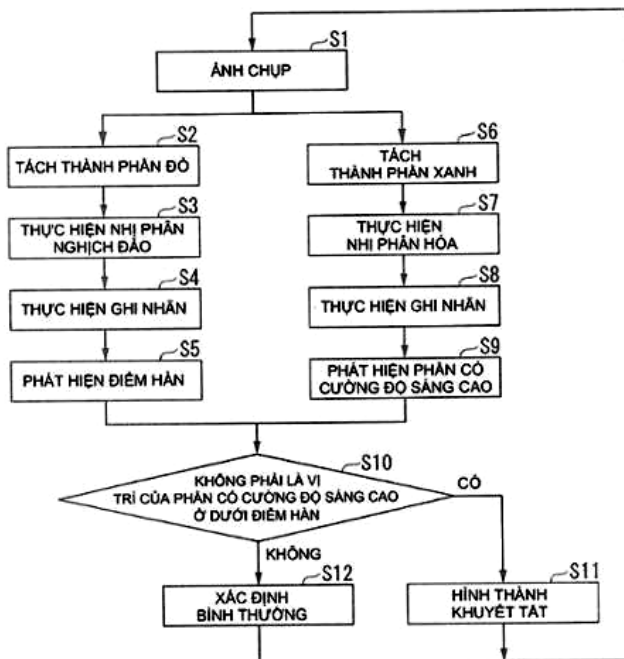 S1
ẢNH CHỤP
S2
TÁCH THÀNH PHẦN ĐỎ
S3
THỰC HIỆN NHỊ PHÂN
NGHỊCH ĐẢO
S4
THỰC HIỆN GHI NHÃN
S5
PHÁT HIỆN ĐIỂM HÀN
S6
TÁCH
THÀNH PHẦN XANH
S7
THỰC HIỆN
NHỊ PHÂN HÓA
S8
THỰC HIỆN GHI NHÃN
S9
PHÁT HIỆN PHẦN CÓ
CƯỜNG ĐỘ SÁNG CAO
S10
KHÔNG PHẢI LÀ VỊ
TRÍ CỦA PHẦN CÓ CƯỜNG ĐỘ SÁNG CAO
Ở DƯỚI ĐIỂM HÀN
CÓ
KHÔNG
S12
XÁC ĐỊNH
BÌNH THƯỜNG
S11
HÌNH THÀNH
KHUYẾT TẬT